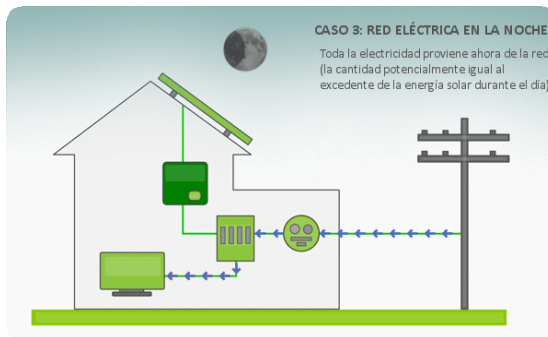 CASO 3: RED ELÉCTRICA EN LA NOCHE
Toda la electricidad proviene ahora de la red
(la cantidad potencialmente igual al
excedente de la energía solar durante el día)